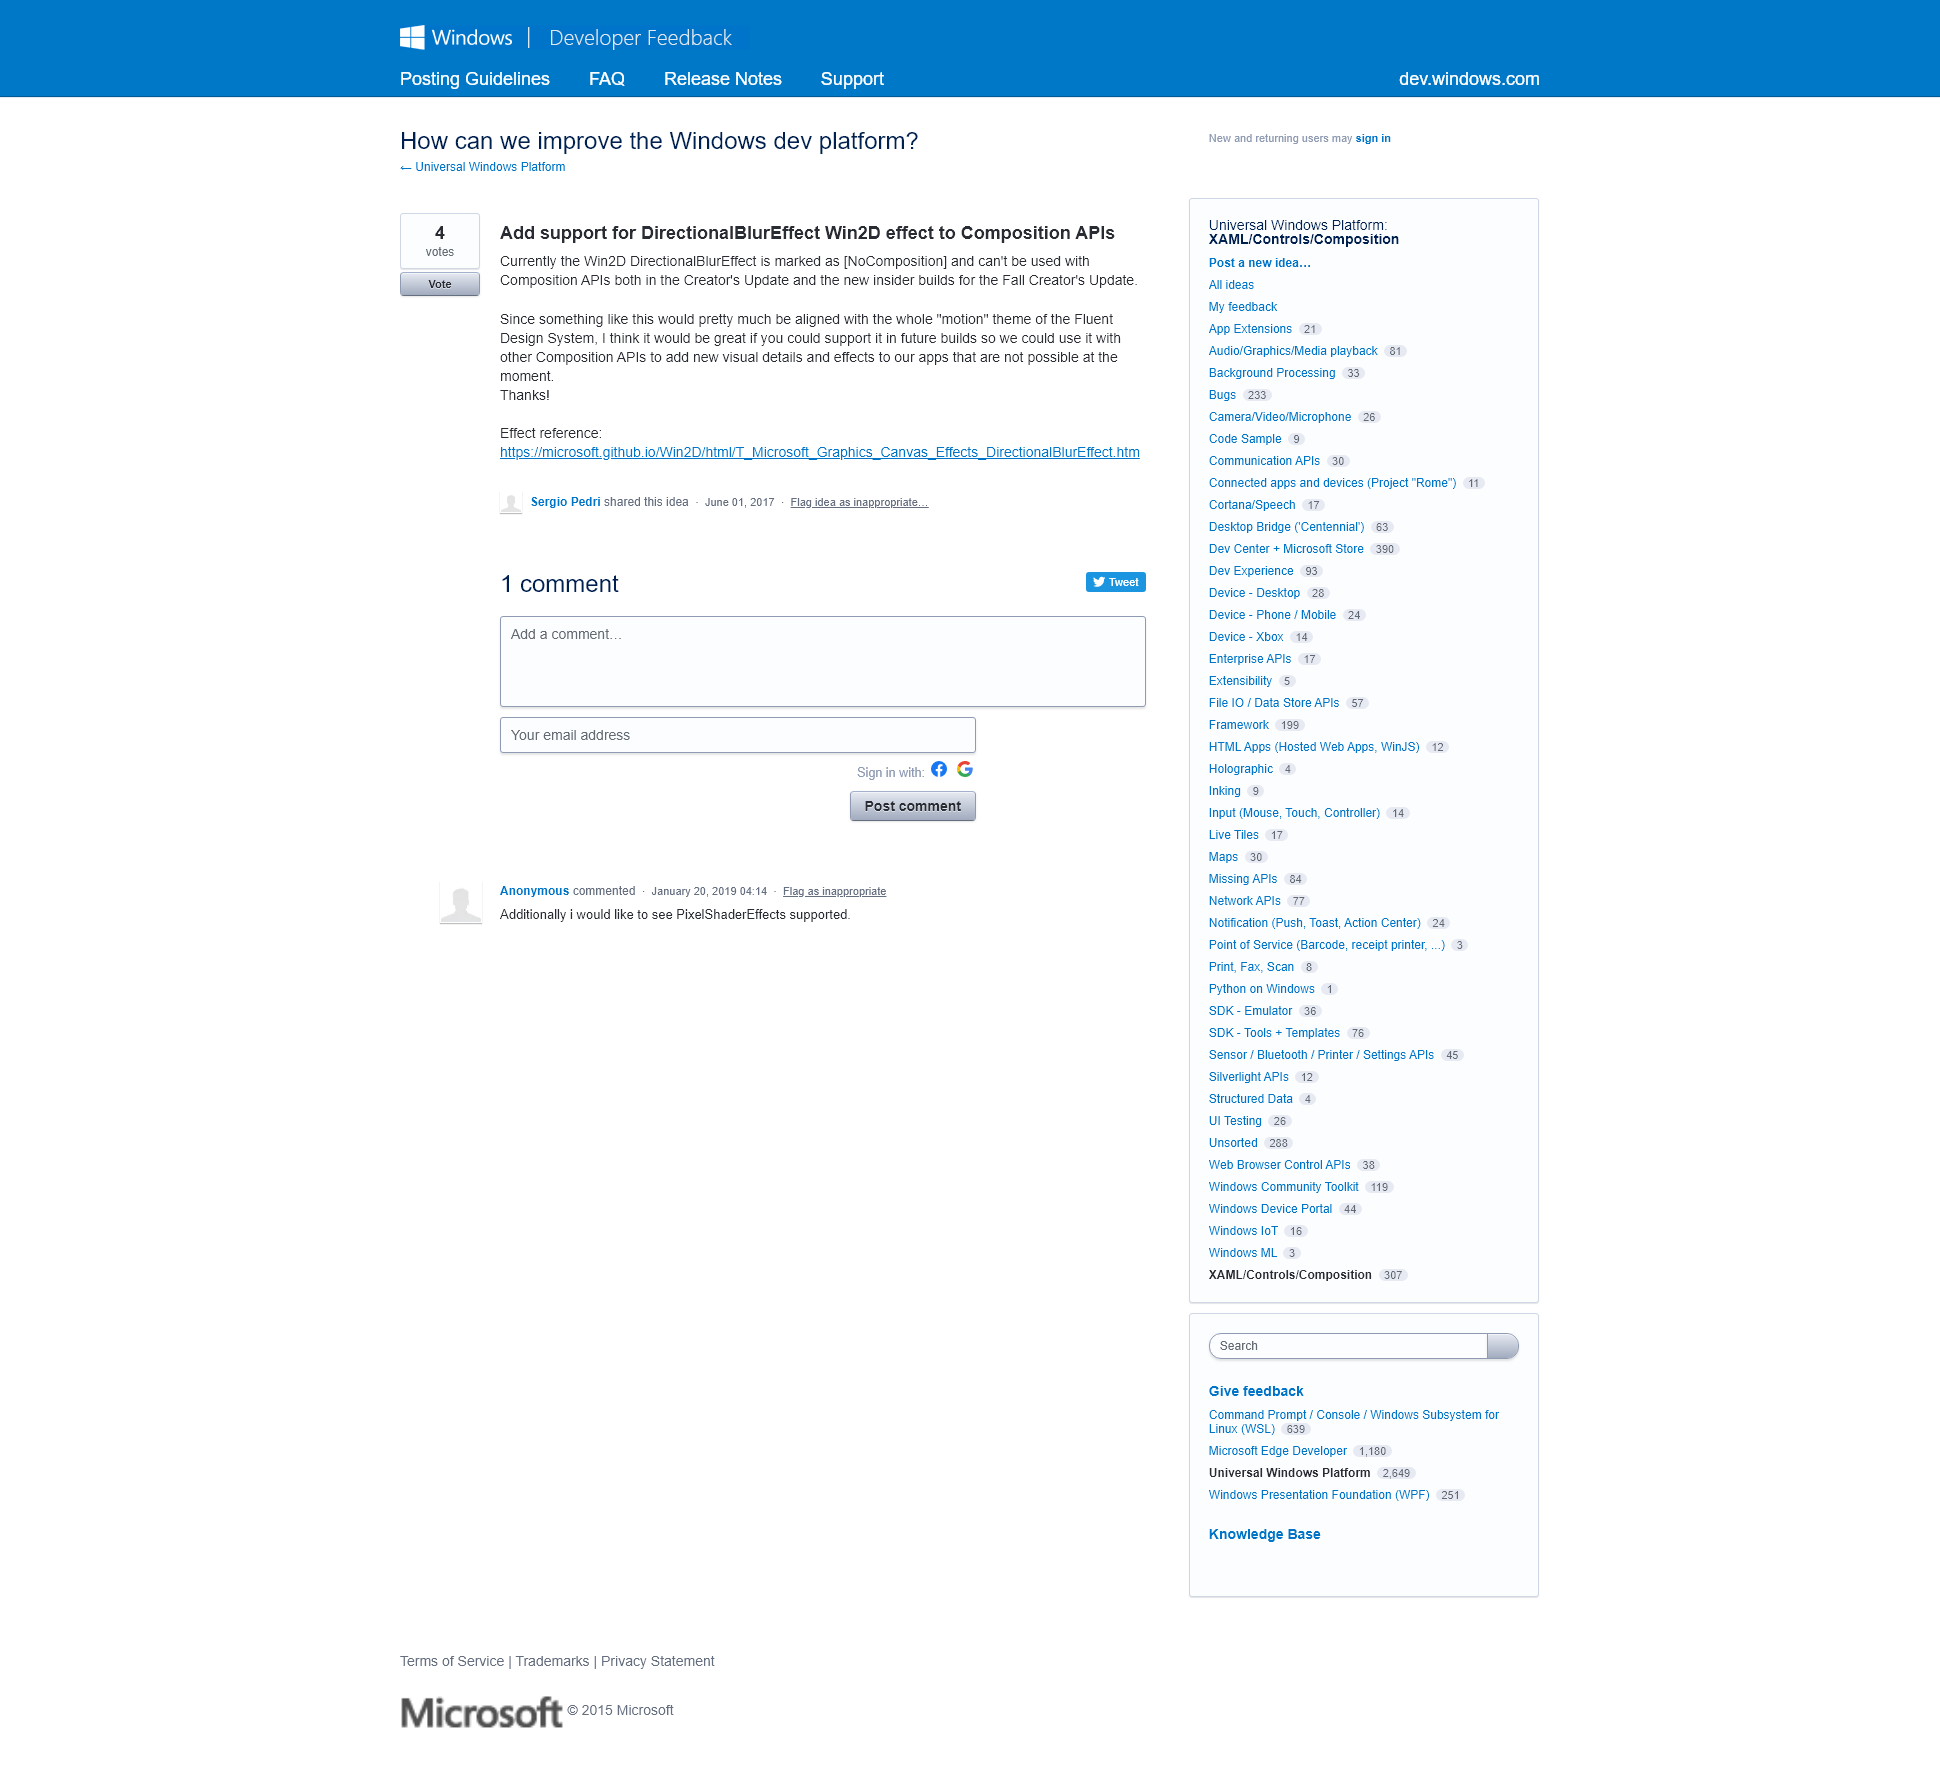 Windows | Developer Feedback
Posting Guidelines FAQ Release Notes Support dev.windows.com
How can we improve the Windows dev platform?
← Universal Windows Platform
New and returning users may sign in
4
votes
Vote
Add support for DirectionalBlurEffect Win2D effect to Composition APIs
Currently the Win2D DirectionalBlurEffect is marked as [NoComposition] and can't be used with
Composition APIs both in the Creator's Update and the new insider builds for the Fall Creator's Update.
Since something like this would pretty much be aligned with the whole "motion" theme of the Fluent
Design System, I think it would be great if you could support it in future builds so we could use it with
other Composition APIs to add new visual details and effects to our apps that are not possible at the
moment.
Thanks!
Effect reference:
https://microsoft.github.io/Win2D/html/T_Microsoft_Graphics_Canvas_Effects_DirectionalBlurEffect.htm
Sergio Pedri shared this idea · June 01, 2017 · Flag idea as inappropriate…
1 comment
Tweet
Add a comment…
Your email address
Sign in with:
Post comment
Anonymous commented · January 20, 2019 04:14 · Flag as inappropriate
Additionally i would like to see PixelShaderEffects supported.
Universal Windows Platform:
XAML/Controls/Composition
Post a new idea…
All ideas
My feedback
App Extensions 21
Audio/Graphics/Media playback 81
Background Processing 33
Bugs 233
Camera/Video/Microphone 26
Code Sample 9
Communication APIs 30
Connected apps and devices (Project "Rome") 11
Cortana/Speech 17
Desktop Bridge ('Centennial') 63
Dev Center + Microsoft Store 390
Dev Experience 93
Device - Desktop 28
Device - Phone / Mobile 24
Device - Xbox 14
Enterprise APIs 17
Extensibility 5
File IO / Data Store APIs 57
Framework 199
HTML Apps (Hosted Web Apps, WinJS) 12
Holographic 4
Inking 9
Input (Mouse, Touch, Controller) 14
Live Tiles 17
Maps 30
Missing APIs 84
Network APIs 77
Notification (Push, Toast, Action Center) 24
Point of Service (Barcode, receipt printer, ...) 3
Print, Fax, Scan 8
Python on Windows 1
SDK - Emulator 36
SDK - Tools + Templates 76
Sensor / Bluetooth / Printer / Settings APIs 45
Silverlight APIs 12
Structured Data 4
UI Testing 26
Unsorted 288
Web Browser Control APIs 38
Windows Community Toolkit 119
Windows Device Portal 44
Windows IoT 16
Windows ML 3
XAML/Controls/Composition 307
Search
Give feedback
Command Prompt / Console / Windows Subsystem for
Linux (WSL) 639
Microsoft Edge Developer 1,180
Universal Windows Platform 2,649
Windows Presentation Foundation (WPF) 251
Knowledge Base
Terms of Service | Trademarks | Privacy Statement
Microsoft © 2015 Microsoft